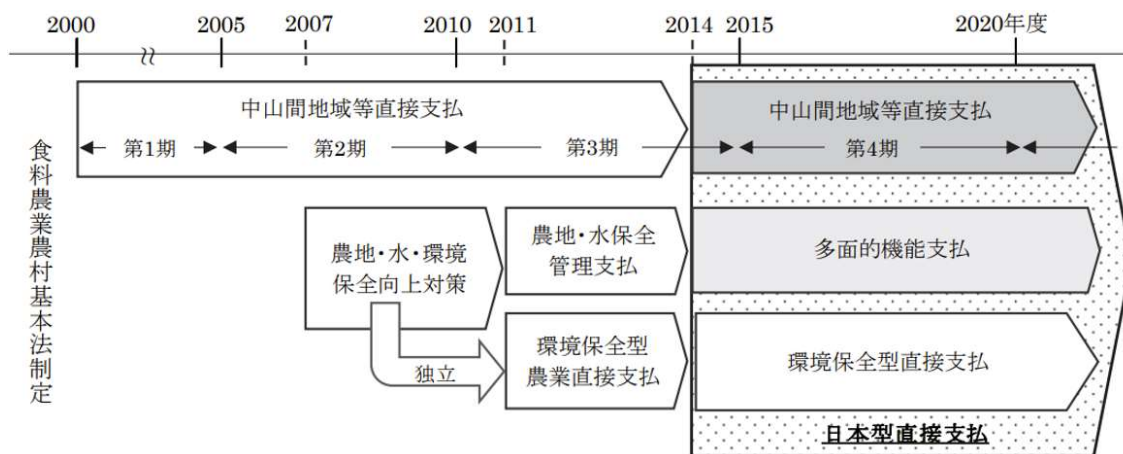 2000
2005
2007
2010
2011
2014
2015
2020年度
食料農業農村基本法制定
中山間地域等直接支払
第1期
第2期
第3期
中山間地域等直接支払
第4期
農地・水・環境
保全向上対策
農地・水保全
管理支払
多面的機能支払
独立
環境保全型
農業直接支払
環境保全型直接支払
日本型直接支払